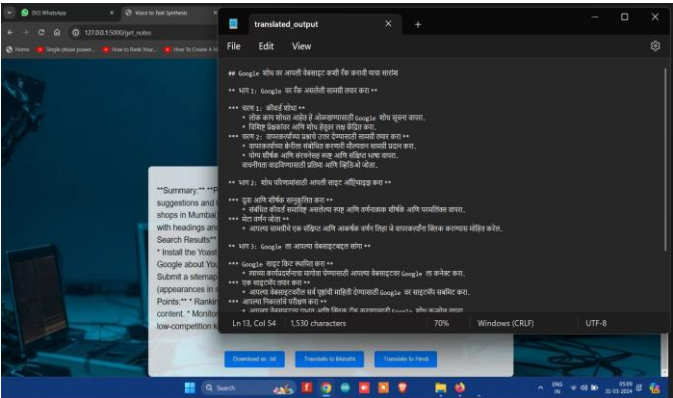 (92) WhatsApp
Voice to Text Synthesis
127.0.0.1:5000/get_notes
Home
Single phase power...
How to Rank Your...
How To Create A
translated_output
File Edit View
## Google शोध वर आपली वेबसाइट कशी रँक करावी याचा सारांश
** भाग 1: Google वर रँक असलेली सामग्री तयार करा **
*** चरण 1: कीवर्ड शोधा **
* लोक काय शोधत आहेत हे ओळखण्यासाठी Google शोध सूचना वापरा.
* विशिष्ट प्रेक्षकांवर आणि शोध हेतूवर लक्ष केंद्रित करा.
*** चरण 2: वापरकर्त्यांच्या प्रश्नांचे उत्तर देण्यासाठी सामग्री तयार करा **
* वापरकर्त्यांच्या क्वेरीला संबोधित करणारी मौल्यवान सामग्री प्रदान करा.
* योग्य शीर्षके आणि संरचनेसह स्पष्ट आणि संक्षिप्त भाषा वापरा.
वाचनीयता वाढविण्यासाठी प्रतिमा आणि व्हिडिओ जोडा.
** भाग 2: शोध परिणामांसाठी आपली साइट ऑप्टिमाइझ करा **
*** दुवा आणि शीर्षक सानुकूलित करा **
* संबंधित कीवर्ड समाविष्ट असलेल्या स्पष्ट आणि वर्णनात्मक शीर्षके आणि परमलिंक्स वापरा.
*** मेटा वर्णन जोडा **
* आपल्या सामग्रीचे एक संक्षिप्त आणि आकर्षक वर्णन लिहा जे वापरकर्त्यांना क्लिक करण्यास मोहित करेल.
** भाग 3: Google ला आपल्या वेबसाइटबद्दल सांगा **
*** Google साइट किट स्थापित करा **
* त्याच्या कार्यप्रदर्शनाचा मागोवा घेण्यासाठी आपल्या वेबसाइटवर Google ला कनेक्ट करा.
*** एक साइटमॅप तयार करा **
* आपल्या वेबसाइटवरील सर्व पृष्ठांची माहिती देण्यासाठी Google वर साइटमॅप सबमिट करा.
*** आपल्या निकालांचे परीक्षण करा **
Ln 13, Col 54 1,530 characters 70% Windows (CRLF) UTF-8
**Summary:** **P
suggestions and
shops in Mumbai
with headings and
Search Results**
* Install the Yoast
Google about You
Submit a sitemap
(appearances in s
Points:** * Rankin
content. * Monitor
low-competition k
Download as .txt
Translate to Marathi
Translate to Hindi
Search
ENG
IN
05:09
31-03-2024